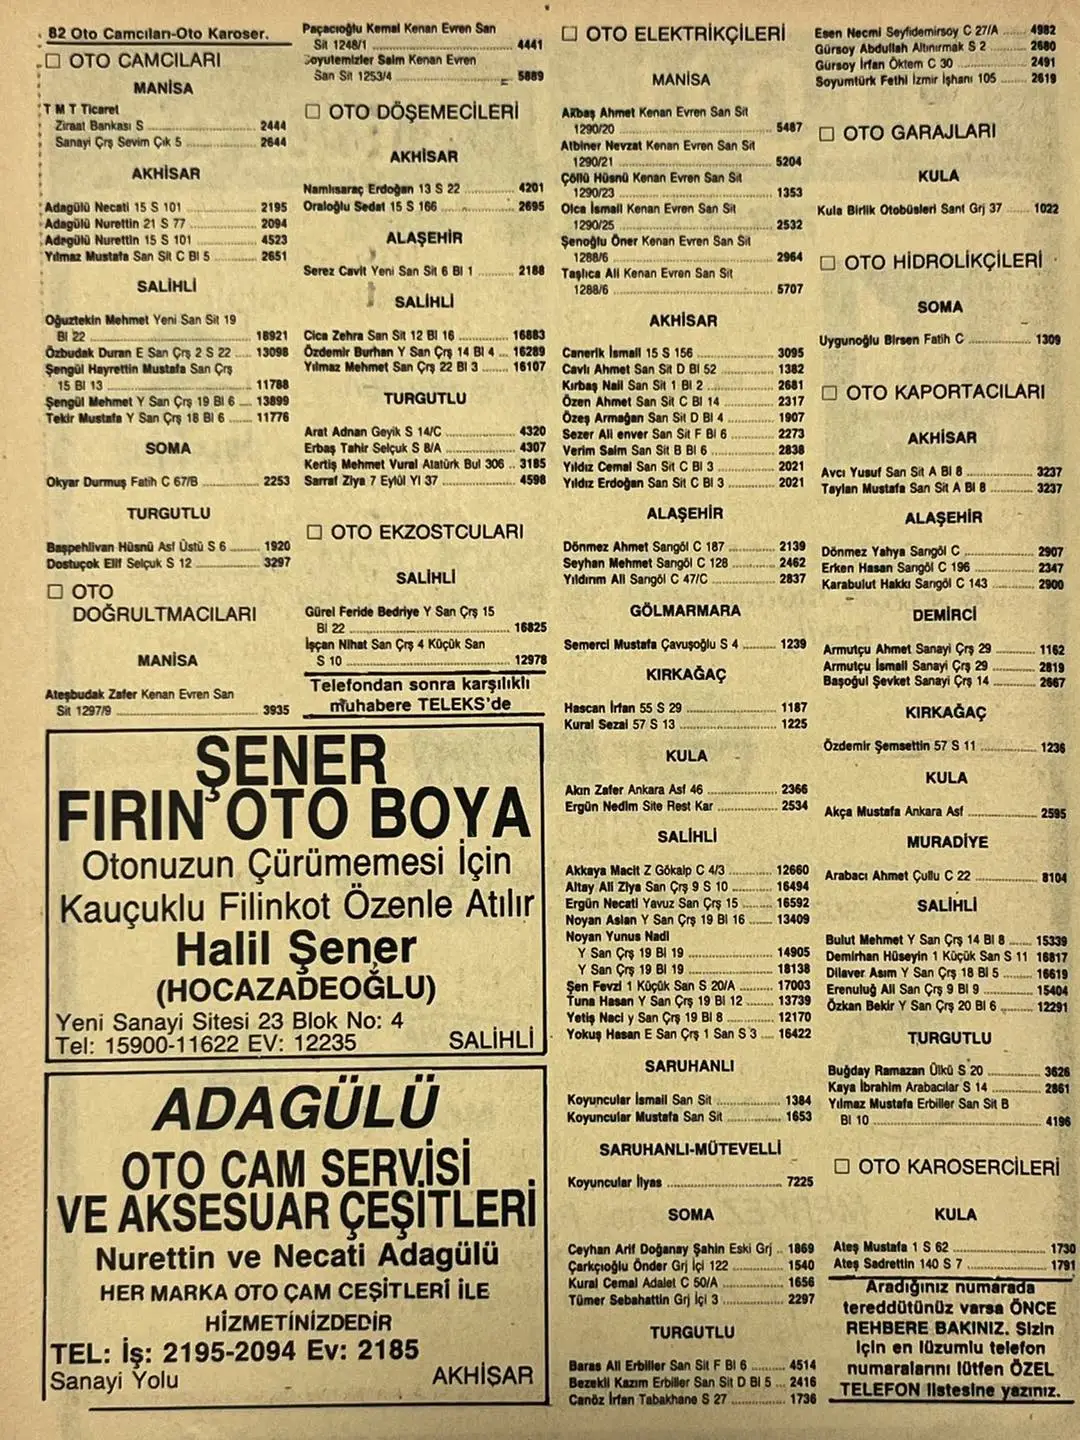 82 Oto Camcıları-Oto Karoser.
☐ OTO CAMCILARI
MANİSA
T M T Ticaret
Ziraat Bankası S 2444
Sanayi Çrş Sevim Çık 5 2644
AKHİSAR
Adagülü Necati 15 S 101 2195
Adagülü Nurettin 21 S 77 2094
Adagülü Nurettin 15 S 101 4523
Yılmaz Mustafa San Sit C Bl 5 2651
SALİHLİ
Oğuztekin Mehmet Yeni San Sit 19
Bl 22 18921
Özbudak Duran E San Çrş 2 S 22 13098
Şengül Hayrettin Mustafa San Çrş
15 Bl 13 11788
Şengül Mehmet Y San Çrş 19 Bl 6 13899
Tekir Mustafa Y San Çrş 18 Bl 6 11776
SOMA
Okyar Durmuş Fatih C 67/B 2253
TURGUTLU
Başpehlivan Hüsnü Asf Üstü S 6 1920
Dostuçok Elif Selçuk S 12 3297
☐ OTO
DOĞRULTMACILARI
MANİSA
Ateşbudak Zafer Kenan Evren San
Sit 1297/9 3935
Paçacıoğlu Kemal Kenan Evren San
Sit 1248/1 4441
Soyutemizler Saim Kenan Evren
San Sit 1253/4 5889
☐ OTO DÖŞEMECİLERİ
AKHİSAR
Namlısaraç Erdoğan 13 S 22 4201
Oraloğlu Sedat 15 S 166 2695
ALAŞEHİR
Serez Cavit Yeni San Sit 6 Bl 1 2188
SALİHLİ
Cica Zehra San Sit 12 Bl 16 16883
Özdemir Burhan Y San Çrş 14 Bl 4 16289
Yılmaz Mehmet San Çrş 22 Bl 3 16107
TURGUTLU
Arat Adnan Geyik S 14/C 4320
Erbaş Tahir Selçuk S 8/A 4307
Kertiş Mehmet Vural Atatürk Bul 306 3185
Sarraf Ziya 7 Eylül Yl 37 4598
☐ OTO EKZOSTCULARI
SALİHLİ
Gürel Feride Bedriye Y San Çrş 15
Bl 22 16825
İşçan Nihat San Çrş 4 Küçük San
S 10 12978
Telefondan sonra karşılıklı
muhabere TELEKS'de
ŞENER
FIRIN OTO BOYA
Otonuzun Çürümemesi İçin
Kauçuklu Filinkot Özenle Atılır
Halil Şener
(HOCAZADEOĞLU)
Yeni Sanayi Sitesi 23 Blok No: 4
Tel: 15900-11622 EV: 12235 SALİHLİ
ADAGÜLÜ
OTO CAM SERVİSİ
VE AKSESUAR ÇEŞİTLERİ
Nurettin ve Necati Adagülü
HER MARKA OTO ÇAM CEŞİTLERİ İLE
HİZMETİNİZDEDİR
TEL: İş: 2195-2094 Ev: 2185
Sanayi Yolu AKHİŞAR
☐ OTO ELEKTRİKÇİLERİ
MANİSA
Akbaş Ahmet Kenan Evren San Sit
1290/20 5487
Atbiner Nevzat Kenan Evren San Sit
1290/21 5204
Çöllü Hüsnü Kenan Evren San Sit
1290/23 1353
Olca İsmail Kenan Evren San Sit
1290/25 2532
Şenoğlu Öner Kenan Evren San Sit
1288/6 2964
Taşlıca Ali Kenan Evren San Sit
1288/6 5707
AKHİSAR
Canerik İsmail 15 S 156 3095
Cavlı Ahmet San Sit D Bl 52 1382
Kırbaş Nail San Sit 1 Bl 2 2681
Özen Ahmet San Sit C Bl 14 2317
Özeş Armağan San Sit D Bl 4 1907
Sezer Ali enver San Sit F Bl 6 2273
Verim Saim San Sit B Bl 6 2838
Yıldız Cemal San Sit C Bl 3 2021
Yıldız Erdoğan San Sit C Bl 3 2021
ALAŞEHİR
Dönmez Ahmet Sarıgöl C 187 2139
Seyhan Mehmet Sarıgöl C 128 2462
Yıldırım Ali Sarıgöl C 47/C 2837
GÖLMARMARA
Semerci Mustafa Çavuşoğlu S 4 1239
KIRKAĞAÇ
Hascan İrfan 55 S 29 1187
Kural Sezai 57 S 13 1225
KULA
Akın Zafer Ankara Asf 46 2366
Ergün Nedim Site Rest Kar 2534
SALİHLİ
Akkaya Macit Z Gökalp C 4/3 12660
Altay Ali Ziya San Çrş 9 S 10 16494
Ergün Necati Yavuz San Çrş 15 16592
Noyan Aslan Y San Çrş 19 Bl 16 13409
Noyan Yunus Nadi
Y San Çrş 19 Bl 19 14905
Y San Çrş 19 Bl 19 18138
Şen Fevzi 1 Küçük San S 20/A 17003
Tuna Hasan Y San Çrş 19 Bl 12 13739
Yetiş Naci y San Çrş 19 Bl 8 12170
Yokuş Hasan E San Çrş 1 San S 3 16422
SARUHANLI
Koyuncular İsmail San Sit 1384
Koyuncular Mustafa San Sit 1653
SARUHANLI-MÜTEVELLİ
Koyuncular İlyas 7225
SOMA
Ceyhan Arif Doğanay Şahin Eski Grj 1869
Çarkçıoğlu Önder Grj İçi 122 1540
Kural Cemal Adalet C 50/A 1656
Tümer Sebahattin Grj İçi 3 2297
TURGUTLU
Baras Ali Erbiller San Sit F Bl 6 4514
Bezekli Kazım Erbiller San Sit D Bl 5 2416
Canöz İrfan Tabakhane S 27 1736
Esen Necmi Seyfidemirsoy C 27/A 4982
Gürsoy Abdullah Altınırmak S 2 2680
Gürsoy İrfan Öktem C 30 2491
Soyumtürk Fethi İzmir İşhanı 105 2619
☐ OTO GARAJLARI
KULA
Kula Birlik Otobüsleri Sant Grj 37 1022
☐ OTO HİDROLİKÇİLERİ
SOMA
Uygunoğlu Birsen Fatih C 1309
☐ OTO KAPORTACILARI
AKHİSAR
Avcı Yusuf San Sit A Bl 8 3237
Taylan Mustafa San Sit A Bl 8 3237
ALAŞEHİR
Dönmez Yahya Sarıgöl C 2907
Erken Hasan Sarıgöl C 196 2347
Karabulut Hakkı Sarıgöl C 143 2900
DEMİRCİ
Armutçu Ahmet Sanayi Çrş 29 1162
Armutçu İsmail Sanayi Çrş 29 2819
Başoğul Şevket Sanayi Çrş 14 2667
KIRKAĞAÇ
Özdemir Şemsettin 57 S 11 1236
KULA
Akça Mustafa Ankara Asf 2595
MURADİYE
Arabacı Ahmet Çullu C 22 8104
SALİHLİ
Bulut Mehmet Y San Çrş 14 Bl 8 15339
Demirhan Hüseyin 1 Küçük San S 11 16817
Dilaver Asım Y San Çrş 18 Bl 5 16619
Erenuluğ Ali San Çrş 9 Bl 9 15404
Özkan Bekir Y San Çrş 20 Bl 6 12291
TURGUTLU
Buğday Ramazan Ülkü S 20 3626
Kaya İbrahim Arabacılar S 14 2861
Yılmaz Mustafa Erbiller San Sit B
Bl 10 4196
☐ OTO KAROSERCİLERİ
KULA
Ateş Mustafa 1 S 62 1730
Ateş Sadrettin 140 S 7 1791
Aradığınız numarada
tereddütünüz varsa ÖNCE
REHBERE BAKINIZ. Sizin
için en lüzumlu telefon
numaralarını lütfen ÖZEL
TELEFON listesine yazınız.